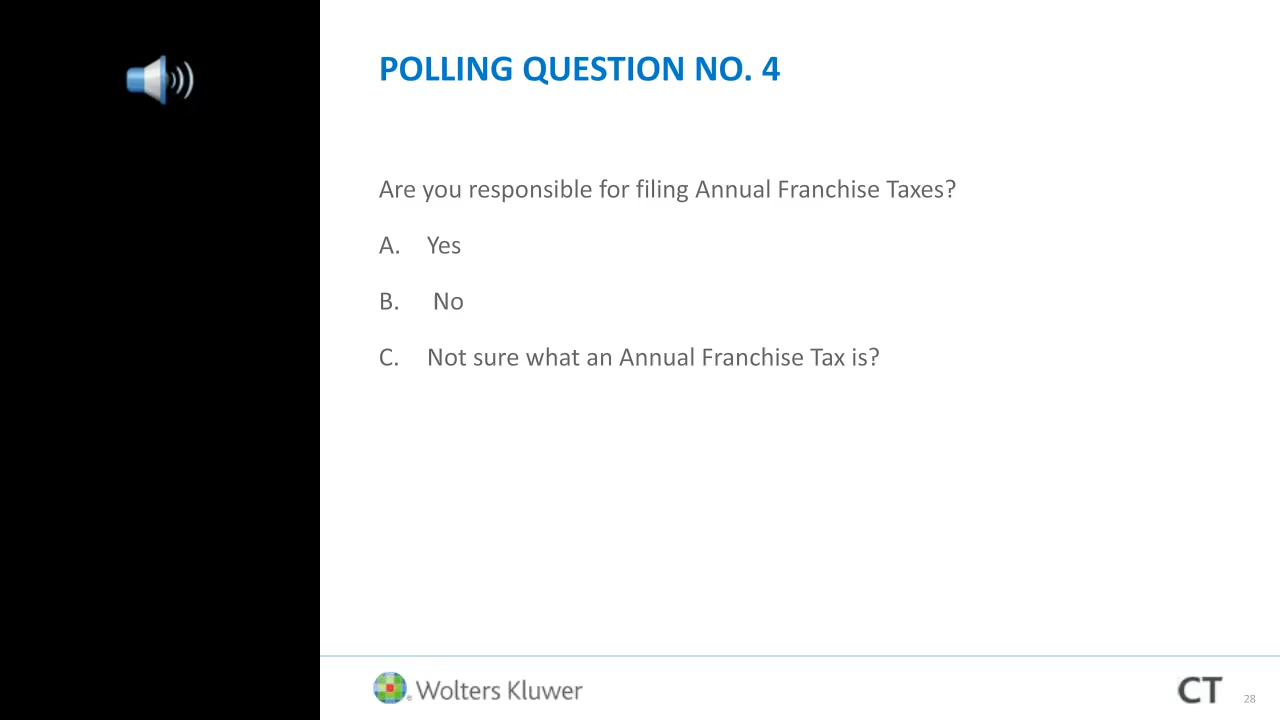 POLLING QUESTION NO. 4
Are you responsible for filing Annual Franchise Taxes?
A. Yes
B. No
C. Not sure what an Annual Franchise Tax is?
Wolters Kluwer
CT
28